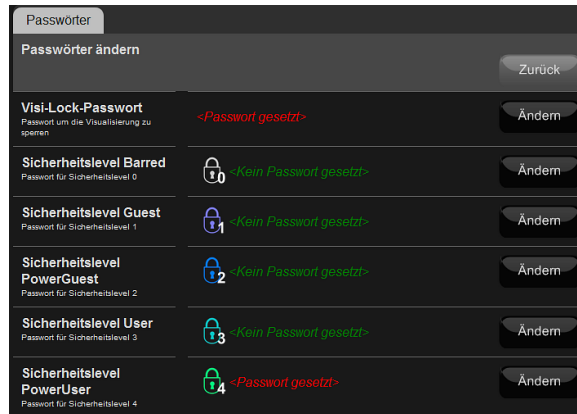 Passwörter
Passwörter ändern
Zurück
Visi-Lock-Passwort
Passwort um die Visualisierung zu
sperren
<Passwort gesetzt>
Ändern
Sicherheitslevel Barred
Passwort für Sicherheitslevel 0
0 <Kein Passwort gesetzt>
Ändern
Sicherheitslevel Guest
Passwort für Sicherheitslevel 1
1 <Kein Passwort gesetzt>
Ändern
Sicherheitslevel
PowerGuest
Passwort für Sicherheitslevel 2
2 <Kein Passwort gesetzt>
Ändern
Sicherheitslevel User
Passwort für Sicherheitslevel 3
3 <Kein Passwort gesetzt>
Ändern
Sicherheitslevel
PowerUser
Passwort für Sicherheitslevel 4
4 <Passwort gesetzt>
Ändern